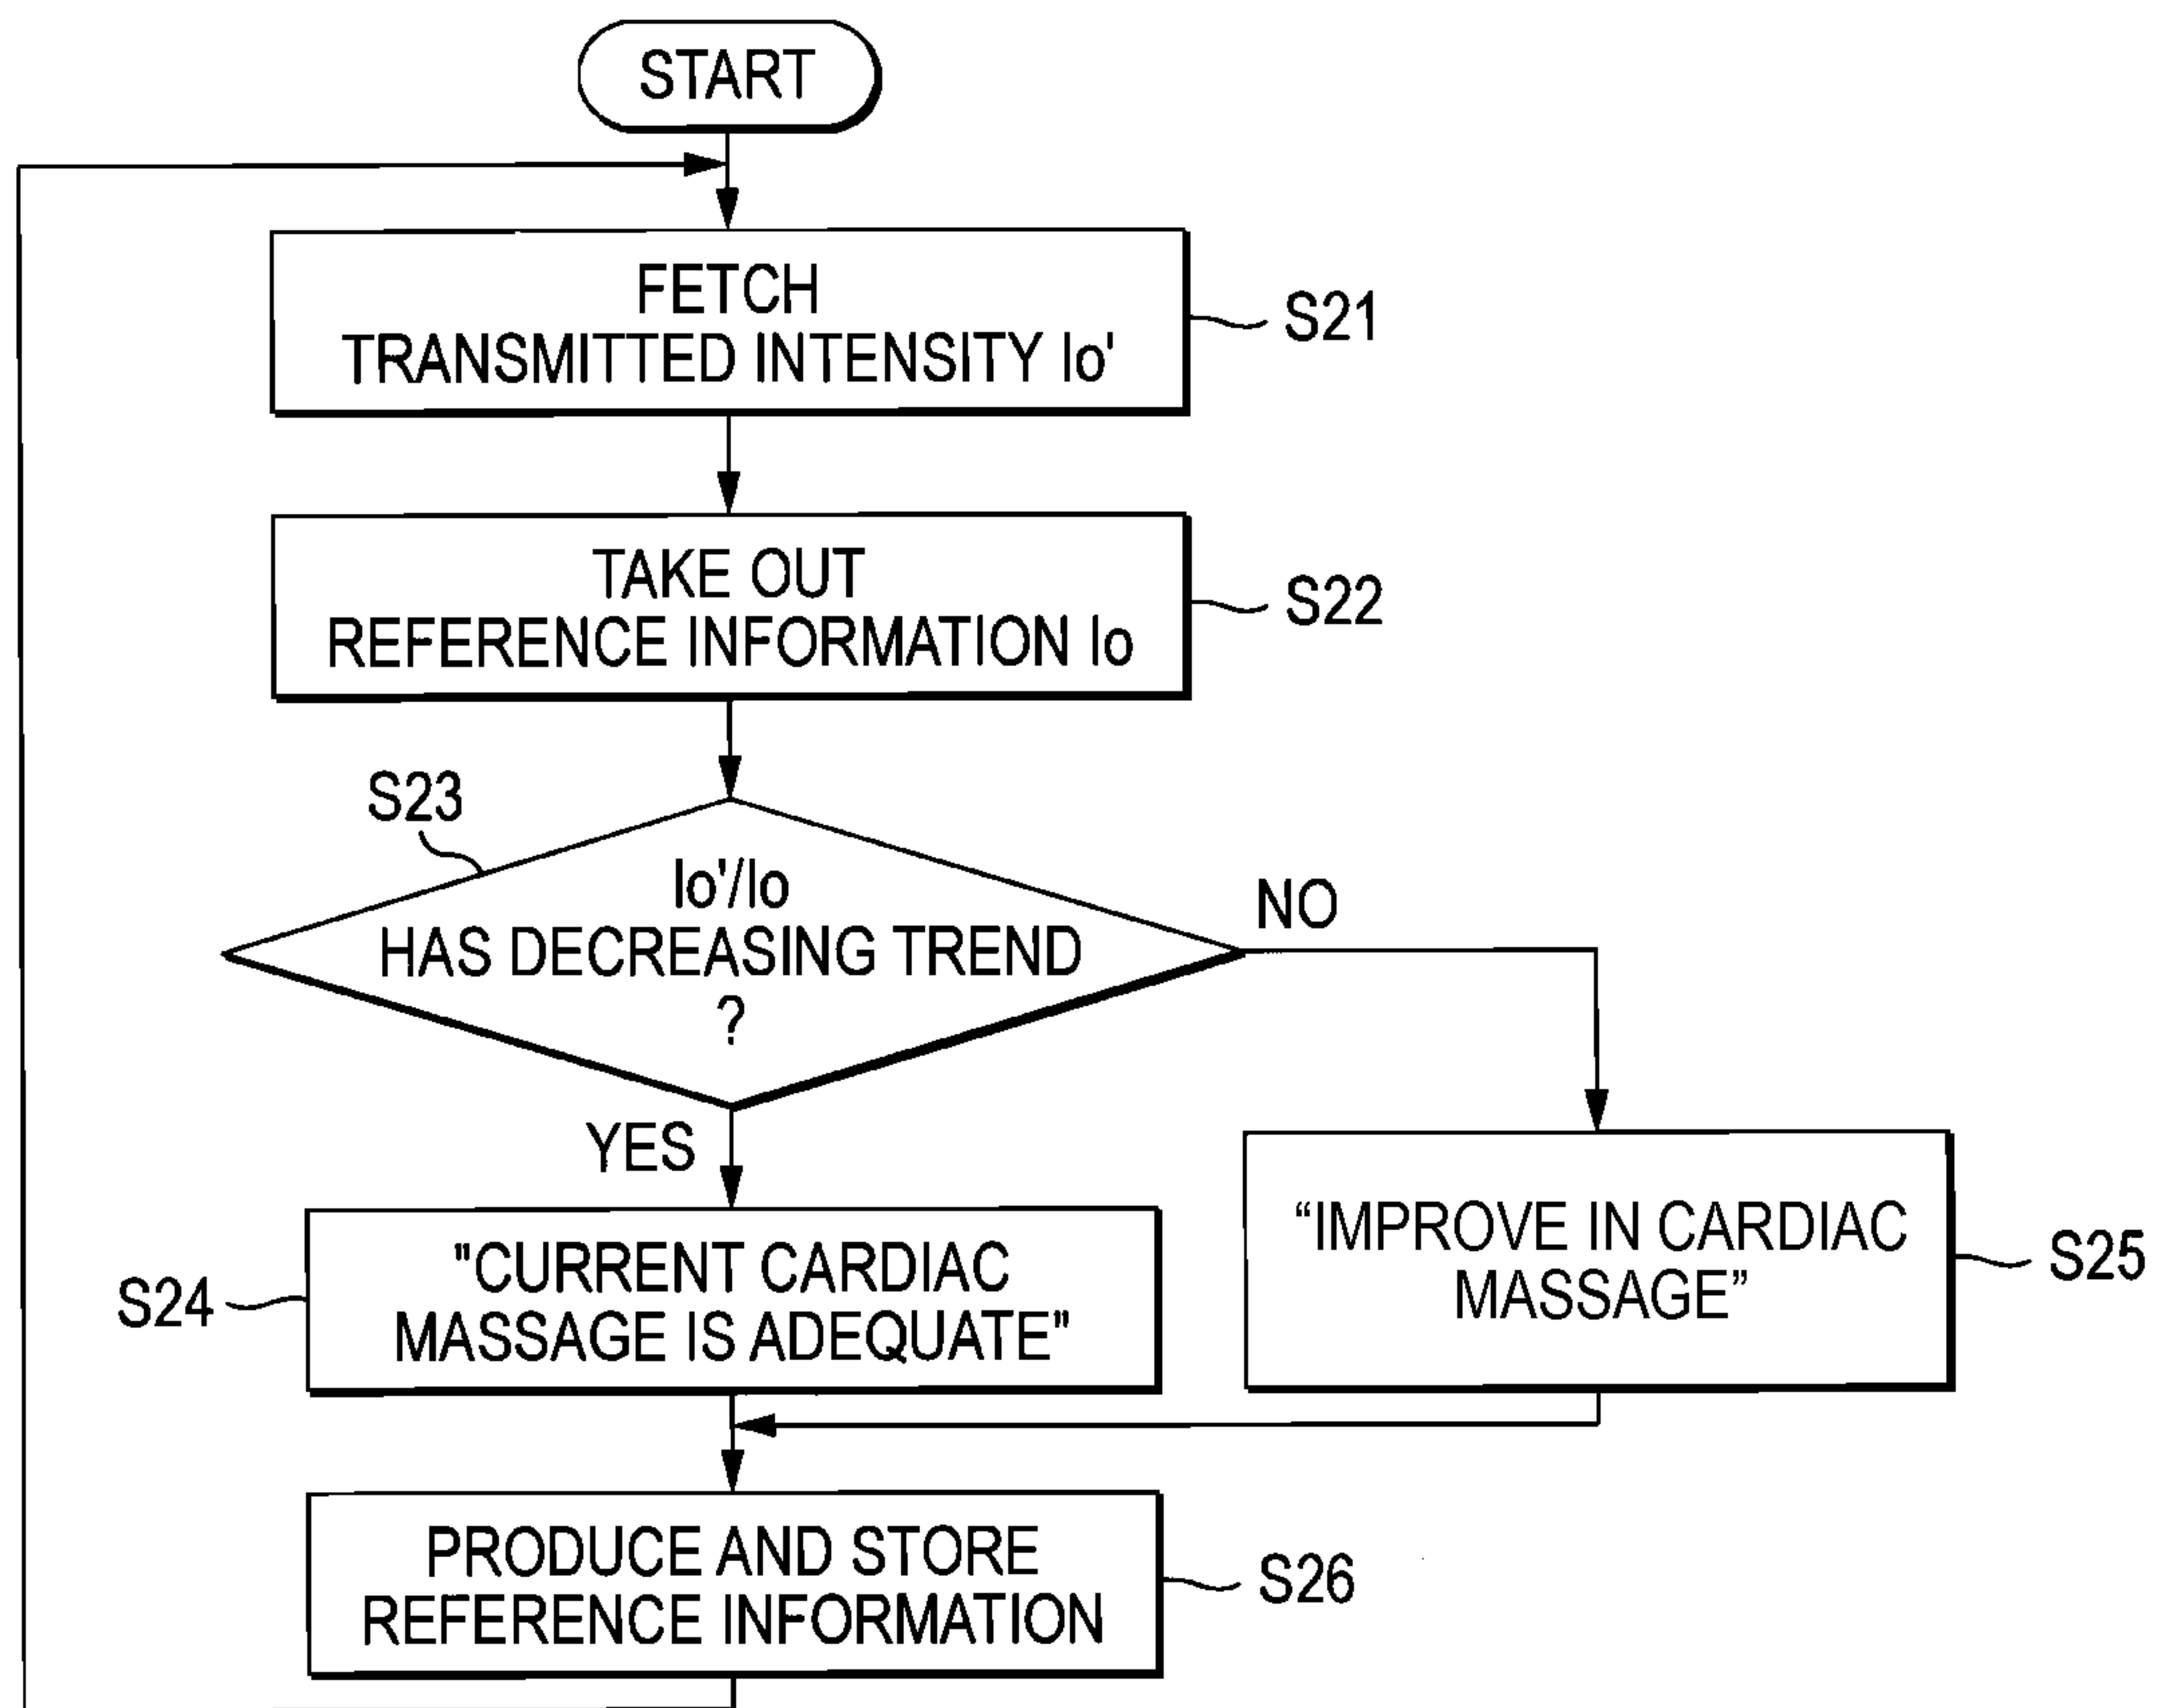 START
FETCH
TRANSMITTED INTENSITY Io'
S21
TAKE OUT
REFERENCE INFORMATION Io
S22
S23
Io'/Io
HAS DECREASING TREND
?
NO
YES
"CURRENT CARDIAC
MASSAGE IS ADEQUATE"
S24
“IMPROVE IN CARDIAC
MASSAGE”
S25
PRODUCE AND STORE
REFERENCE INFORMATION
S26